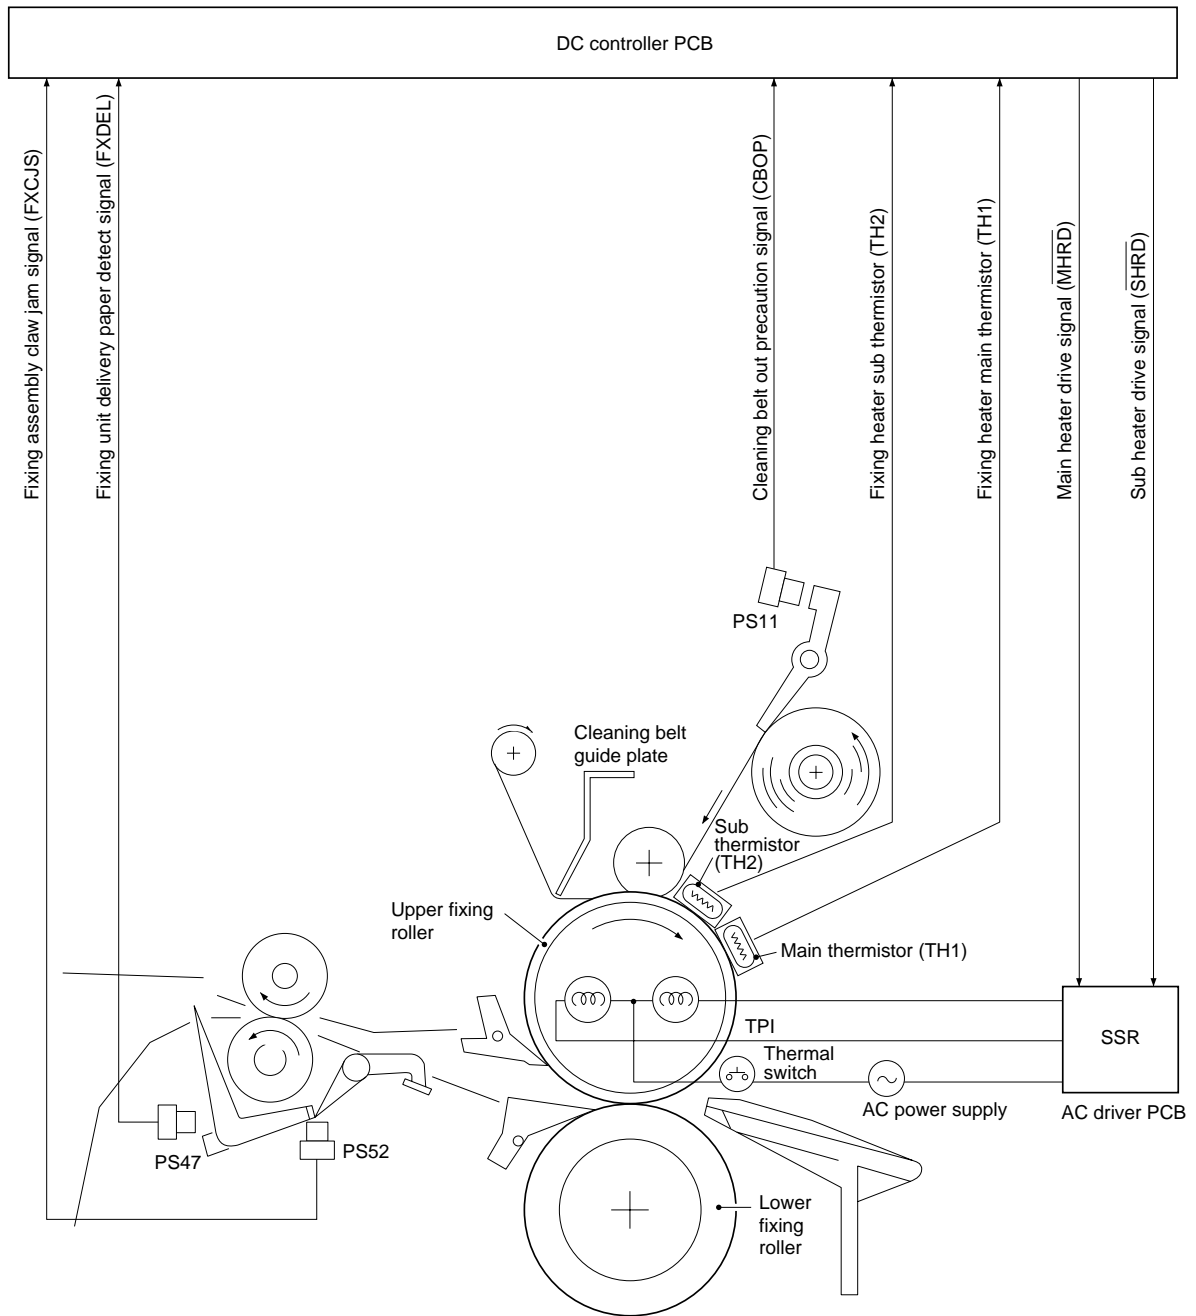 DC controller PCB
Fixing assembly claw jam signal (FXCJS)
Fixing unit delivery paper detect signal (FXDEL)
Cleaning belt out precaution signal (CBOP)
Fixing heater sub thermistor (TH2)
Fixing heater main thermistor (TH1)
Main heater drive signal (MHRD)
Sub heater drive signal (SHRD)
PS11
Cleaning belt
guide plate
Sub
thermistor
(TH2)
Upper fixing
roller
Main thermistor (TH1)
TPI
Thermal
switch
SSR
AC power supply
AC driver PCB
PS47
PS52
Lower
fixing
roller